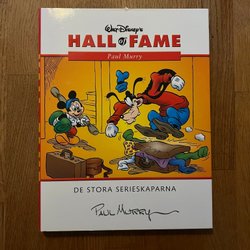 Walt Disney's
HALL of FAME
Paul Murry
DE STORA SERIESKAPARNA
PAUL MURRY